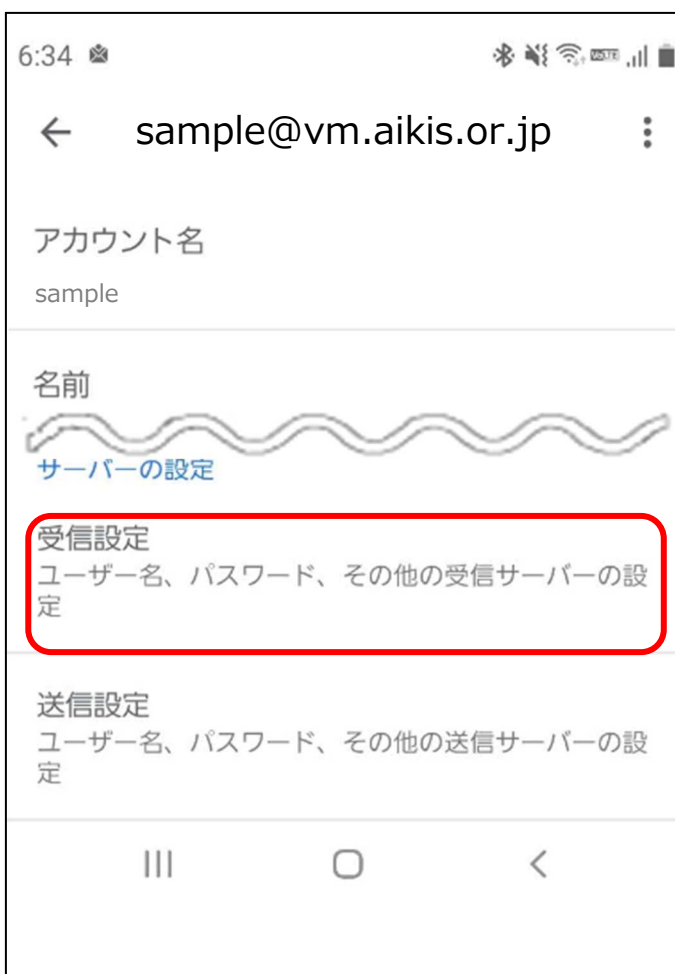 6:34
sample@vm.aikis.or.jp
アカウント名
sample
名前
サーバーの設定
受信設定
ユーザー名、パスワード、その他の受信サーバーの設
定
送信設定
ユーザー名、パスワード、その他の送信サーバーの設
定